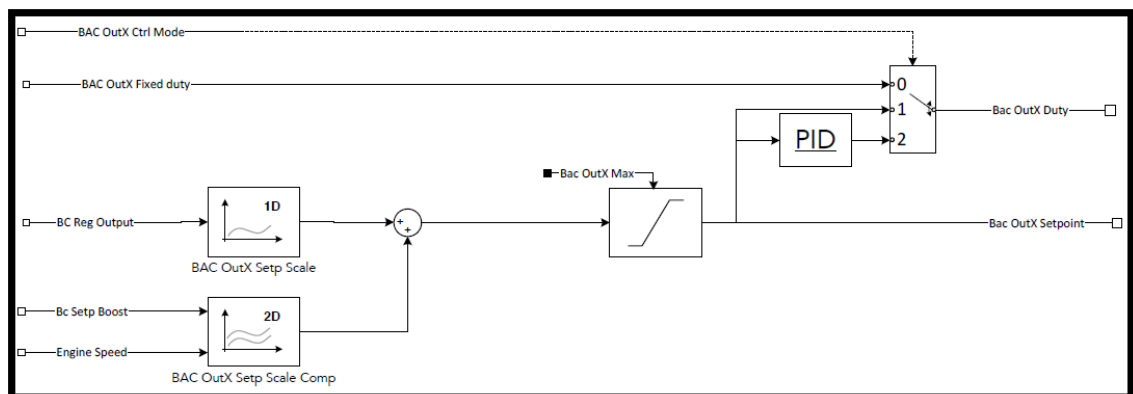 BAC OutX Ctrl Mode
BAC OutX Fixed duty
0
1
Bac OutX Duty
PID
2
Bac OutX Max
1D
+
BC Reg Output
+
Bac OutX Setpoint
BAC OutX Setp Scale
Bc Setp Boost
2D
Engine Speed
BAC OutX Setp Scale Comp